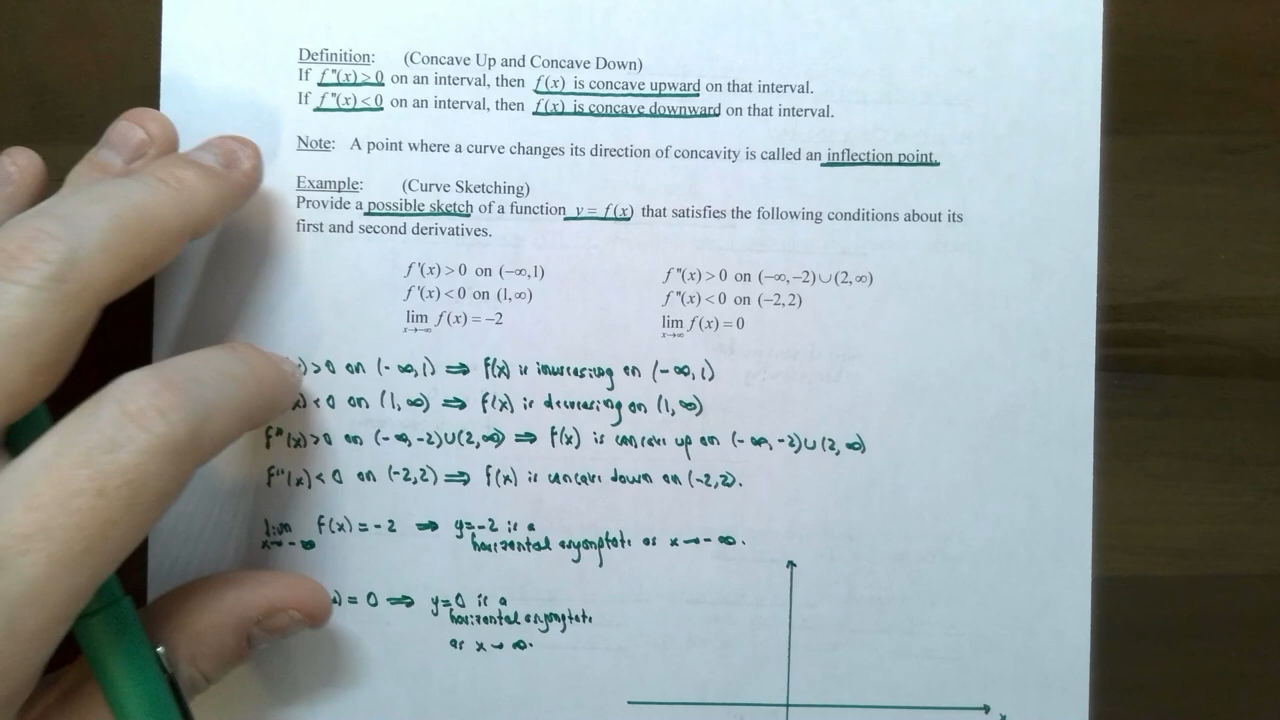 Definition: (Concave Up and Concave Down)
If f"(x) > 0 on an interval, then f(x) is concave upward on that interval.
If f"(x) < 0 on an interval, then f(x) is concave downward on that interval.
Note: A point where a curve changes its direction of concavity is called an inflection point.
Example: (Curve Sketching)
Provide a possible sketch of a function y = f(x) that satisfies the following conditions about its
first and second derivatives.
f'(x) > 0 on (-∞,1) f"(x) > 0 on (-∞,-2)∪(2,∞)
f'(x) < 0 on (1,∞) f"(x) < 0 on (-2,2)
lim x→-∞ f(x) = -2 lim x→∞ f(x) = 0
) > 0 on (-∞,1) ⇒ f(x) is increasing on (-∞,1)
) < 0 on (1,∞) ⇒ f(x) is decreasing on (1,∞)
f"(x) > 0 on (-∞,-2)∪(2,∞) ⇒ f(x) is concave up on (-∞,-2)∪(2,∞)
f"(x) < 0 on (-2,2) ⇒ f(x) is concave down on (-2,2).
lim x→-∞ f(x) = -2 ⇒ y=-2 is a
horizontal asymptote as x→-∞.
) = 0 ⇒ y=0 is a
horizontal asymptote
as x→∞.